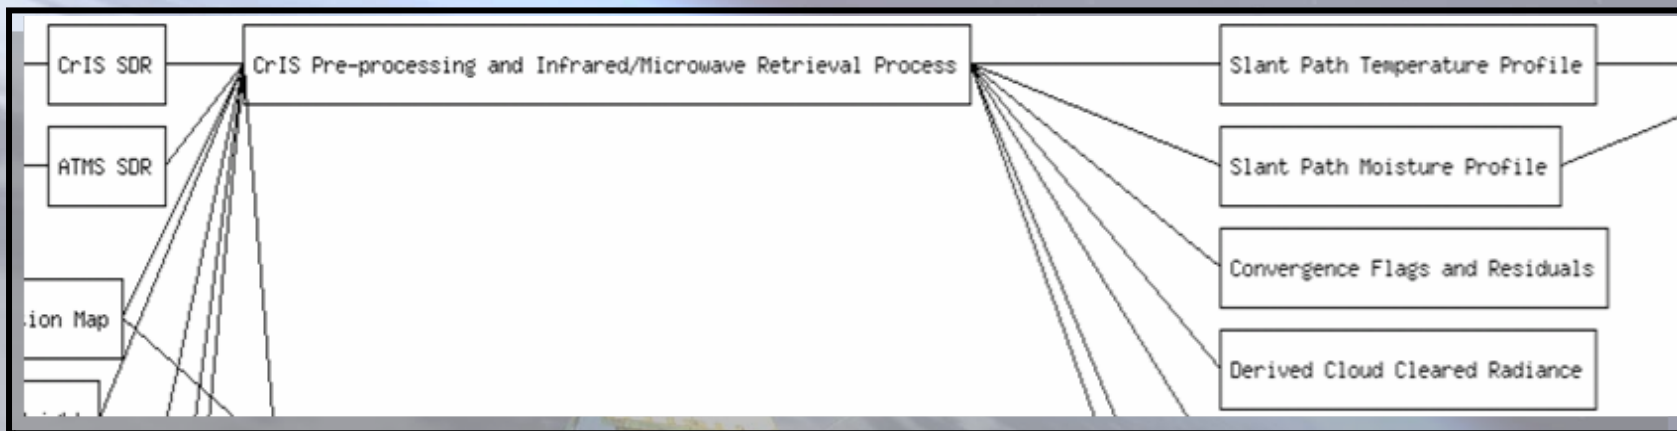 CrIS SDR
CrIS Pre-processing and Infrared/Microwave Retrieval Process
Slant Path Temperature Profile
ATMS SDR
Slant Path Moisture Profile
Convergence Flags and Residuals
Map
Derived Cloud Cleared Radiance